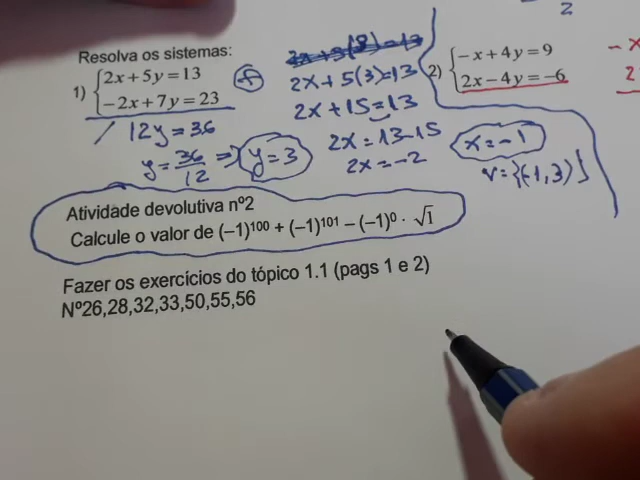 Resolva os sistemas:
1) { 2x + 5y = 13
−2x + 7y = 23
/ 12y = 36
y = 36/12 ⇒ y = 3
+
2x + 5(3) = 13
2x + 15 = 13
2x = 13 - 15
2x = -2
x = -1
V = {(-1, 3)}
2) { −x + 4y = 9
2x − 4y = −6
2
- x
2
Atividade devolutiva nº2
Calcule o valor de (−1)¹⁰⁰ + (−1)¹⁰¹ − (−1)⁰ · √1
Fazer os exercícios do tópico 1.1 (pags 1 e 2)
Nº26,28,32,33,50,55,56